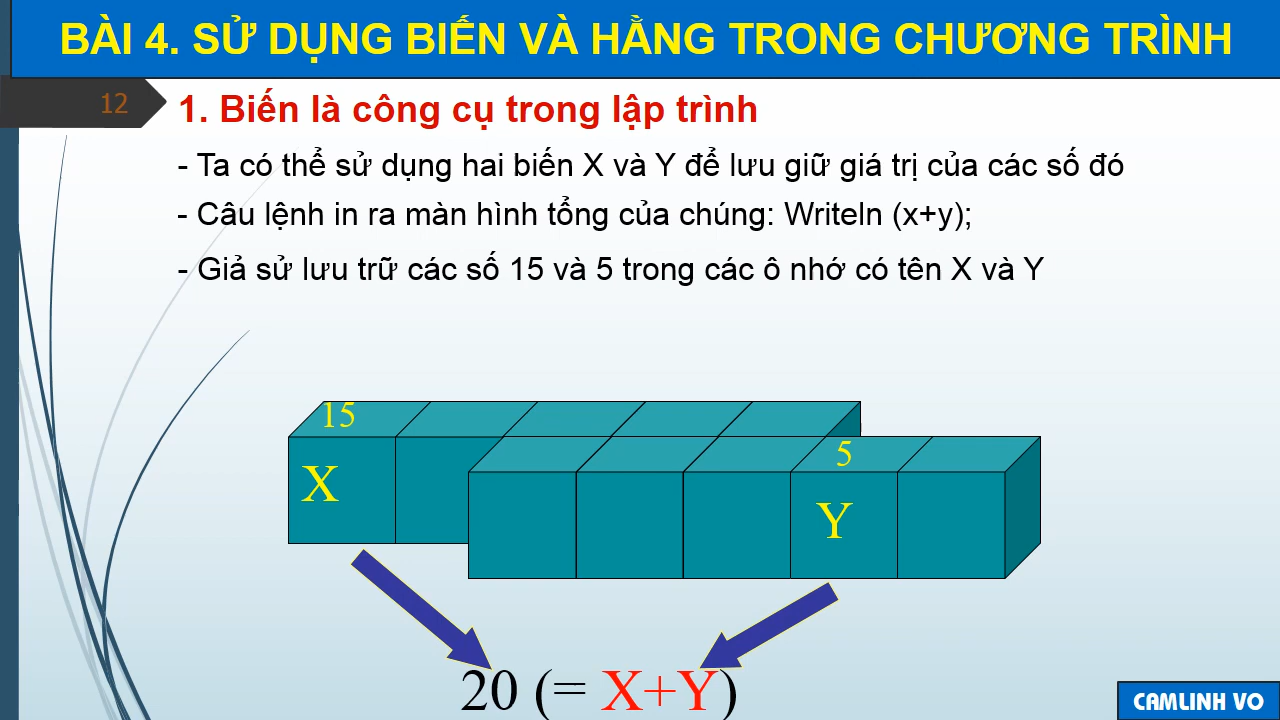 BÀI 4. SỬ DỤNG BIẾN VÀ HẰNG TRONG CHƯƠNG TRÌNH
12
1. Biến là công cụ trong lập trình
- Ta có thể sử dụng hai biến X và Y để lưu giữ giá trị của các số đó
- Câu lệnh in ra màn hình tổng của chúng: Writeln (x+y);
- Giả sử lưu trữ các số 15 và 5 trong các ô nhớ có tên X và Y
15
5
X
Y
20 (= X+Y)
CAMLINH VO